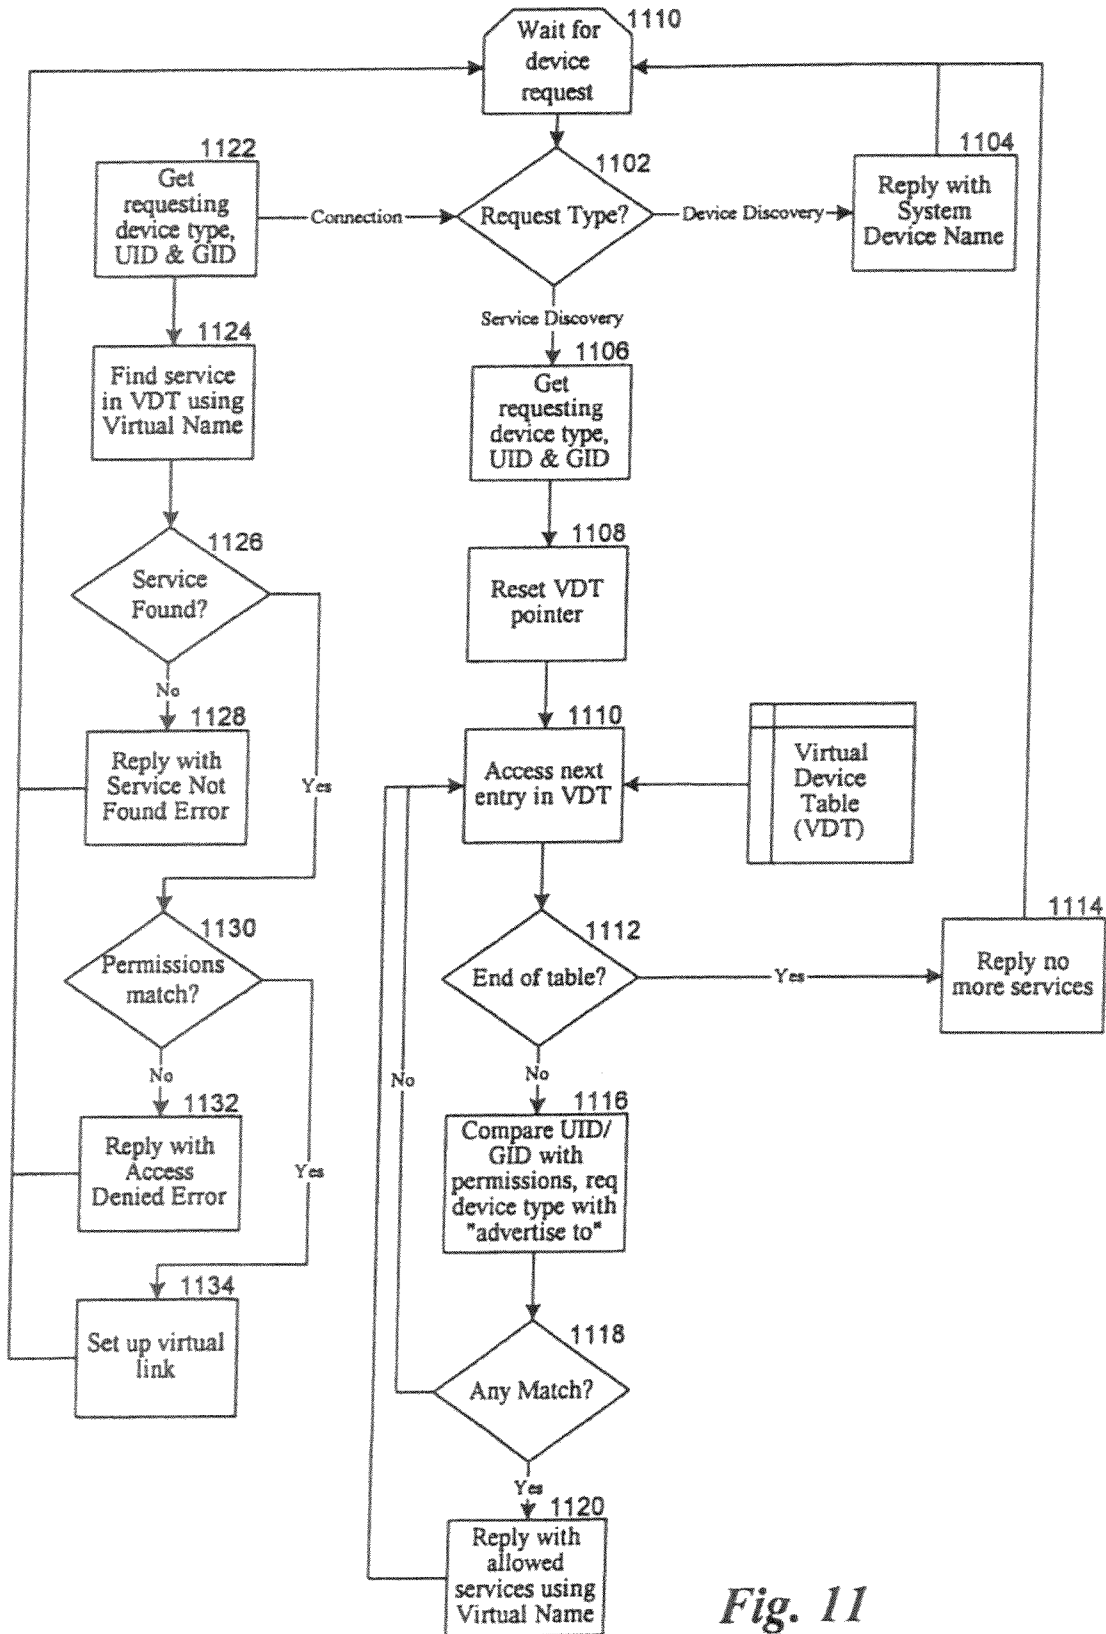 1110
Wait for
device
request
1122
Get
requesting
device type,
UID & GID
Connection
1102
Request Type?
Device Discovery
1104
Reply with
System
Device Name
Service Discovery
1124
Find service
in VDT using
Virtual Name
1106
Get
requesting
device type,
UID & GID
1126
Service
Found?
No
Yes
1108
Reset VDT
pointer
1128
Reply with
Service Not
Found Error
1110
Access next
entry in VDT
Virtual
Device
Table
(VDT)
1130
Permissions
match?
No
Yes
1112
End of table?
Yes
No
1114
Reply no
more services
1132
Reply with
Access
Denied Error
1116
Compare UID/
GID with
permissions, req
device type with
"advertise to"
No
1134
Set up virtual
link
1118
Any Match?
Yes
1120
Reply with
allowed
services using
Virtual Name
Fig. 11